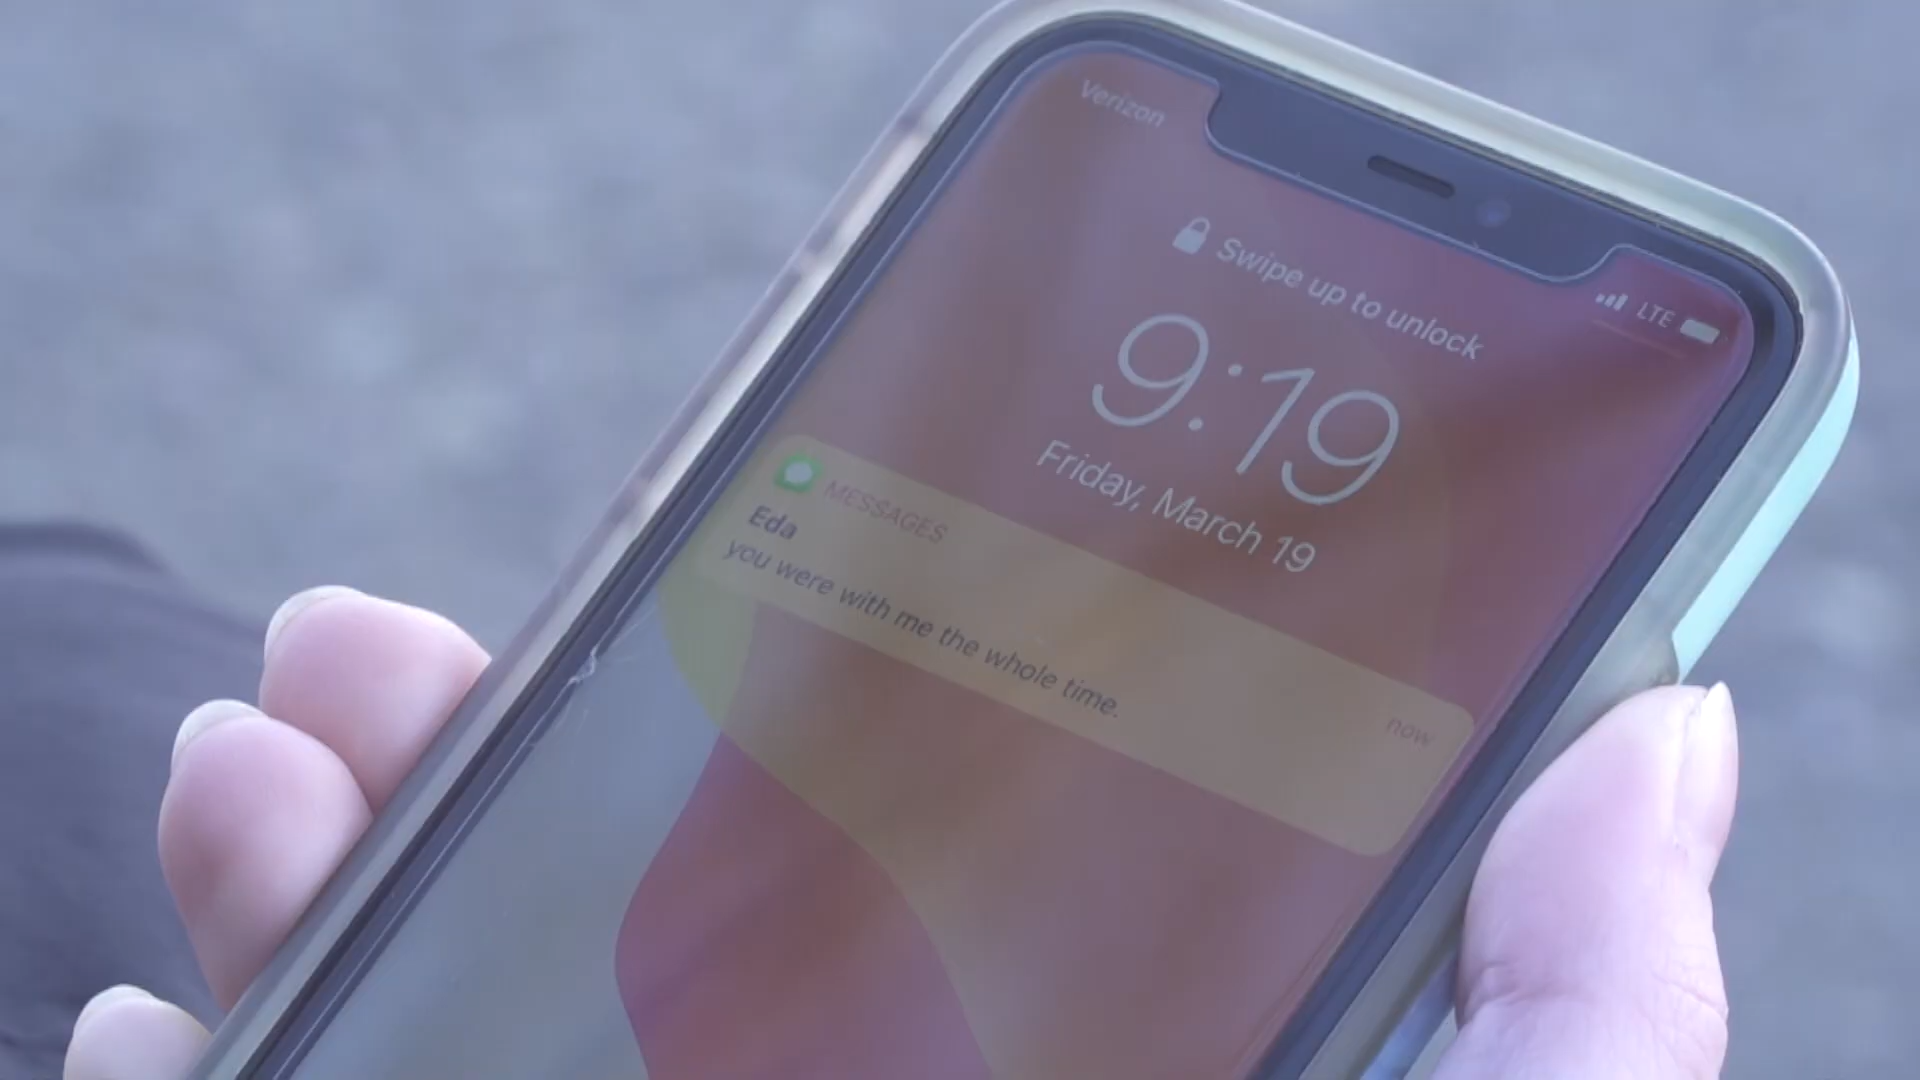 Verizon
LTE
Swipe up to unlock
9:19
Friday, March 19
MESSAGES
now
Eda
you were with me the whole time.